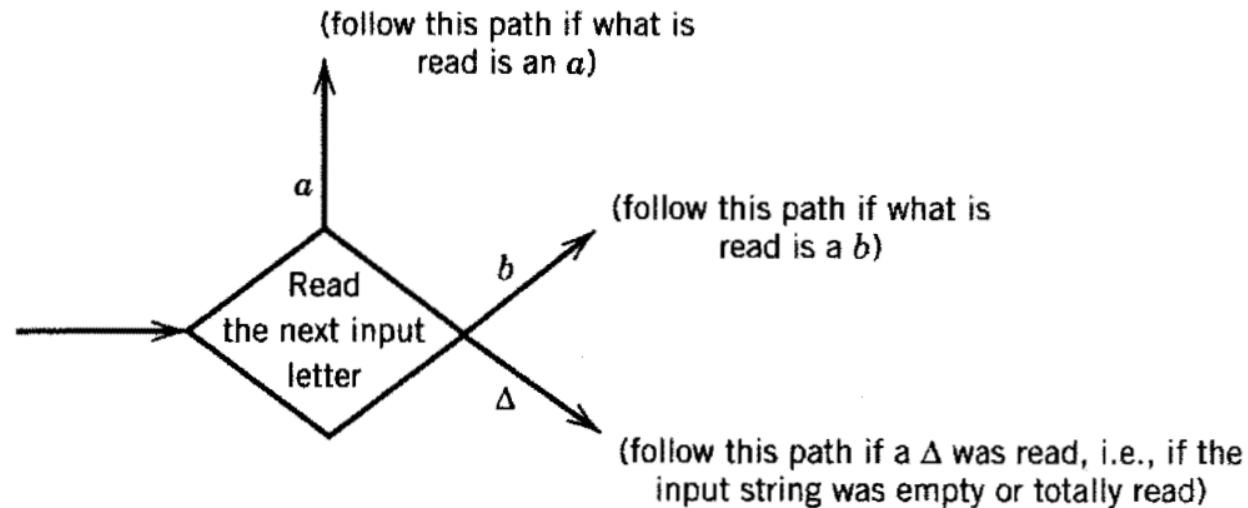 (follow this path if what is
read is an a)
a
(follow this path if what is
read is a b)
b
Read
the next input
letter
Δ
(follow this path if a Δ was read, i.e., if the
input string was empty or totally read)